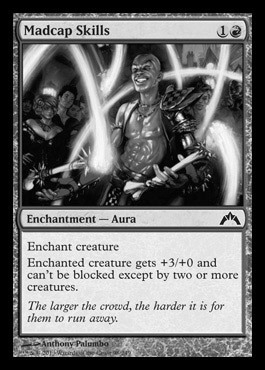 Madcap Skills 1
Enchantment — Aura
Enchant creature
Enchanted creature gets +3/+0 and
can't be blocked except by two or more
creatures.
The larger the crowd, the harder it is for
them to run away.
Anthony Palumbo